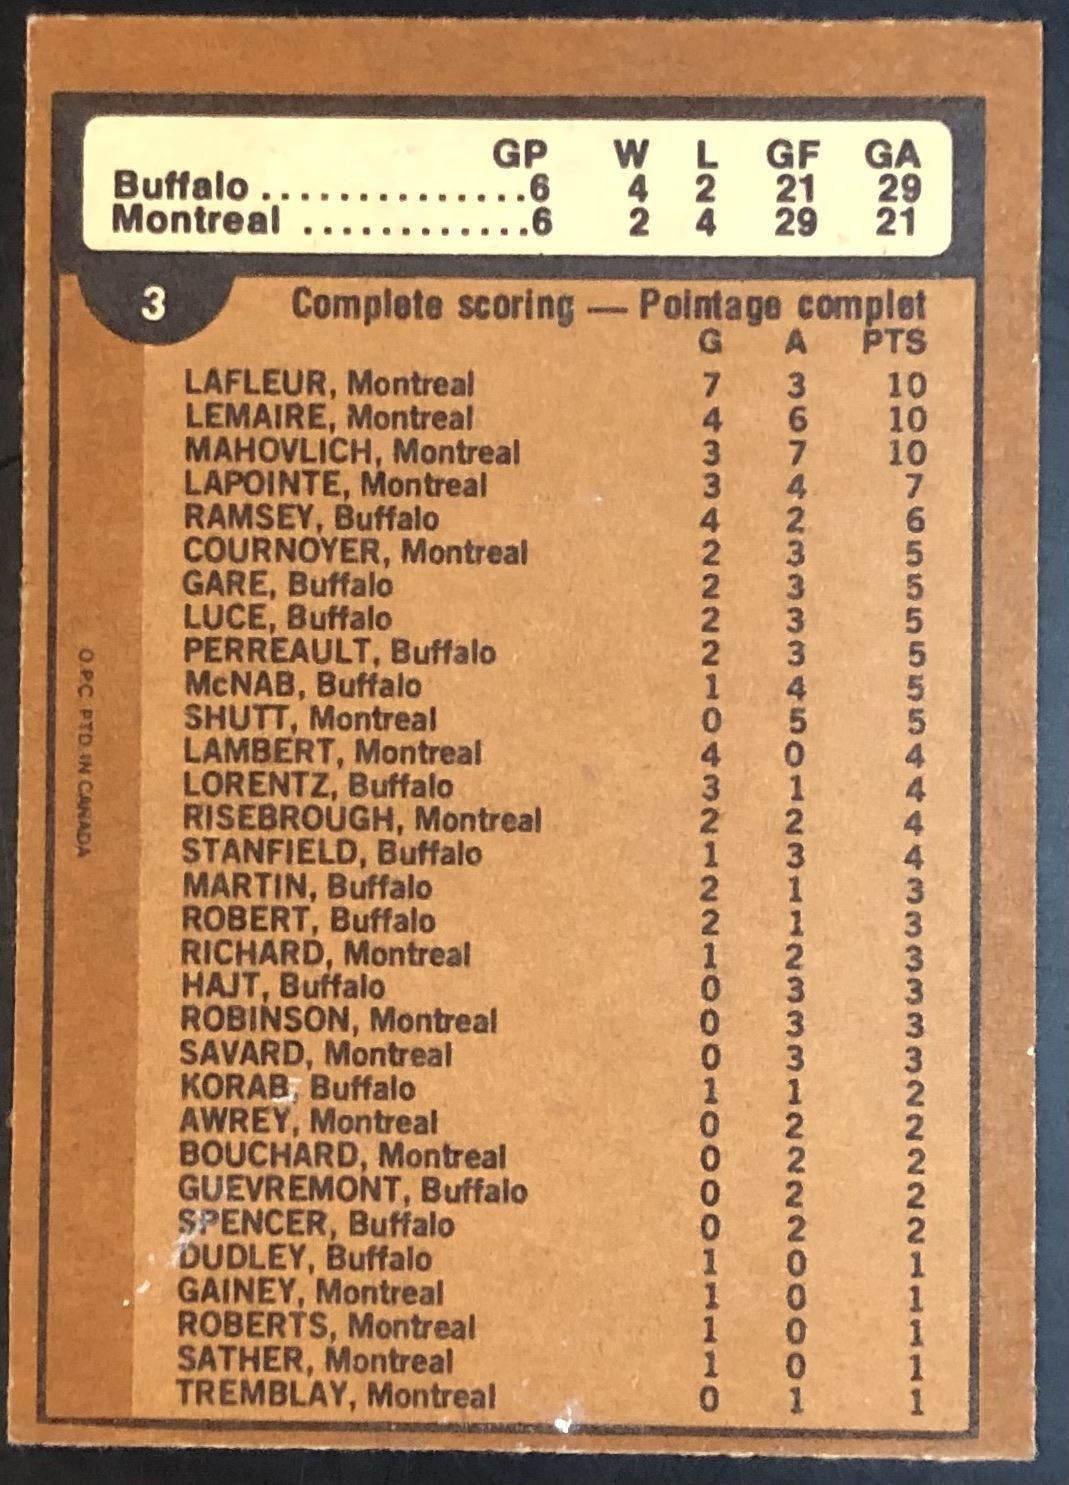 GP W L GF GA
Buffalo ..............6 4 2 21 29
Montreal ............6 2 4 29 21
3
Complete scoring — Pointage complet
G A PTS
LAFLEUR, Montreal 7 3 10
LEMAIRE, Montreal 4 6 10
MAHOVLICH, Montreal 3 7 10
LAPOINTE, Montreal 3 4 7
RAMSEY, Buffalo 4 2 6
COURNOYER, Montreal 2 3 5
GARE, Buffalo 2 3 5
LUCE, Buffalo 2 3 5
PERREAULT, Buffalo 2 3 5
McNAB, Buffalo 1 4 5
SHUTT, Montreal 0 5 5
LAMBERT, Montreal 4 0 4
LORENTZ, Buffalo 3 1 4
RISEBROUGH, Montreal 2 2 4
STANFIELD, Buffalo 1 3 4
MARTIN, Buffalo 2 1 3
ROBERT, Buffalo 2 1 3
RICHARD, Montreal 1 2 3
HAJT, Buffalo 0 3 3
ROBINSON, Montreal 0 3 3
SAVARD, Montreal 0 3 3
KORAB, Buffalo 1 1 2
AWREY, Montreal 0 2 2
BOUCHARD, Montreal 0 2 2
GUEVREMONT, Buffalo 0 2 2
SPENCER, Buffalo 0 2 2
DUDLEY, Buffalo 1 0 1
GAINEY, Montreal 1 0 1
ROBERTS, Montreal 1 0 1
SATHER, Montreal 1 0 1
TREMBLAY, Montreal 0 1 1
O.P.C. PTD. IN CANADA